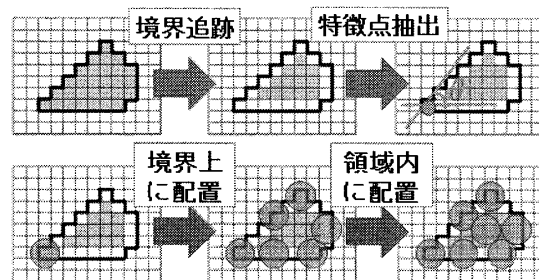 境界追跡
特徴点抽出
境界上
に配置
領域内
に配置